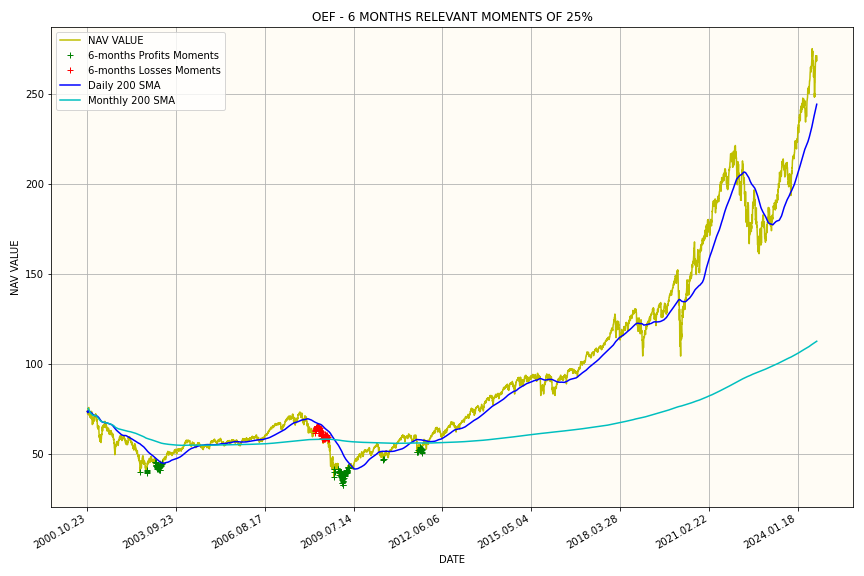 OEF - 6 MONTHS RELEVANT MOMENTS OF 25%
NAV VALUE
6-months Profits Moments
6-months Losses Moments
Daily 200 SMA
Monthly 200 SMA
NAV VALUE
250
200
150
100
50
2000.10.23
2003.09.23
2006.08.17
2009.07.14
2012.06.06
2015.05.04
2018.03.28
2021.02.22
2024.01.18
DATE